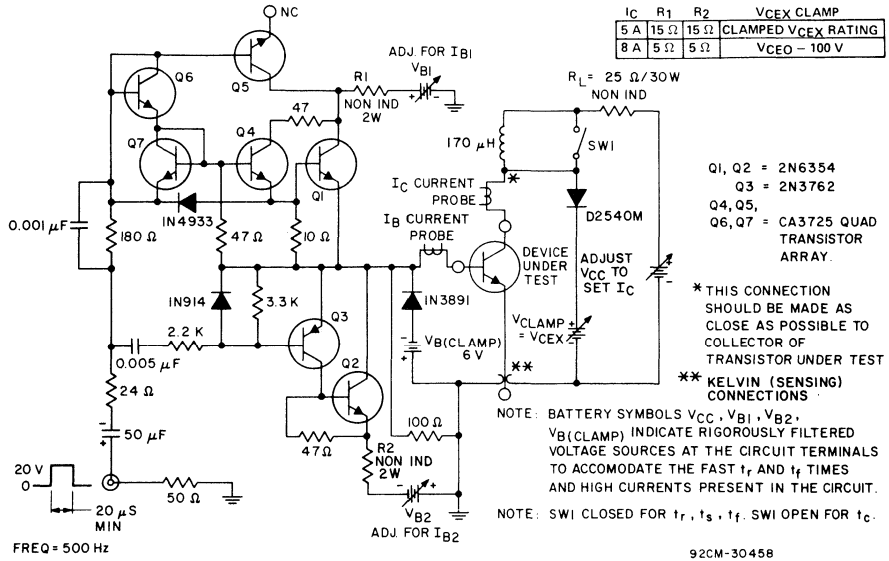 NC
IC R1 R2 VCEX CLAMP
5 A 15 Ω 15 Ω CLAMPED VCEX RATING
8 A 5 Ω 5 Ω VCEO – 100 V
ADJ. FOR IB1
VB1
+ -
R1
NON IND
2W
RL = 25 Ω/30W
NON IND
Q6
Q5
47
Q7
Q4
Q1
170 μH
SW1
IC CURRENT
PROBE
*
IB CURRENT
PROBE
D2540M
Q1, Q2 = 2N6354
Q3 = 2N3762
Q4, Q5,
Q6, Q7 = CA3725 QUAD
TRANSISTOR
ARRAY.
0.001 μF
180 Ω
1N4933
47 Ω
10 Ω
DEVICE
UNDER
TEST
ADJUST
VCC TO
SET IC
+
-
1N914
3.3 K
Q3
1N3891
* THIS CONNECTION
SHOULD BE MADE AS
CLOSE AS POSSIBLE TO
COLLECTOR OF
TRANSISTOR UNDER TEST
2.2 K
0.005 μF
-
+
VB(CLAMP)
6 V
VCLAMP
= VCEX
+
-
Q2
**
** KELVIN (SENSING)
CONNECTIONS
24 Ω
-
+
50 μF
47 Ω
100 Ω
R2
NON IND
2W
NOTE: BATTERY SYMBOLS VCC, VB1, VB2,
VB(CLAMP) INDICATE RIGOROUSLY FILTERED
VOLTAGE SOURCES AT THE CIRCUIT TERMINALS
TO ACCOMODATE THE FAST tr AND tf TIMES
AND HIGH CURRENTS PRESENT IN THE CIRCUIT.
20 V
0
20 μS
MIN
50 Ω
- +
VB2
ADJ. FOR IB2
NOTE: SW1 CLOSED FOR tr, ts, tf. SW1 OPEN FOR tc.
FREQ = 500 Hz
92CM-30458